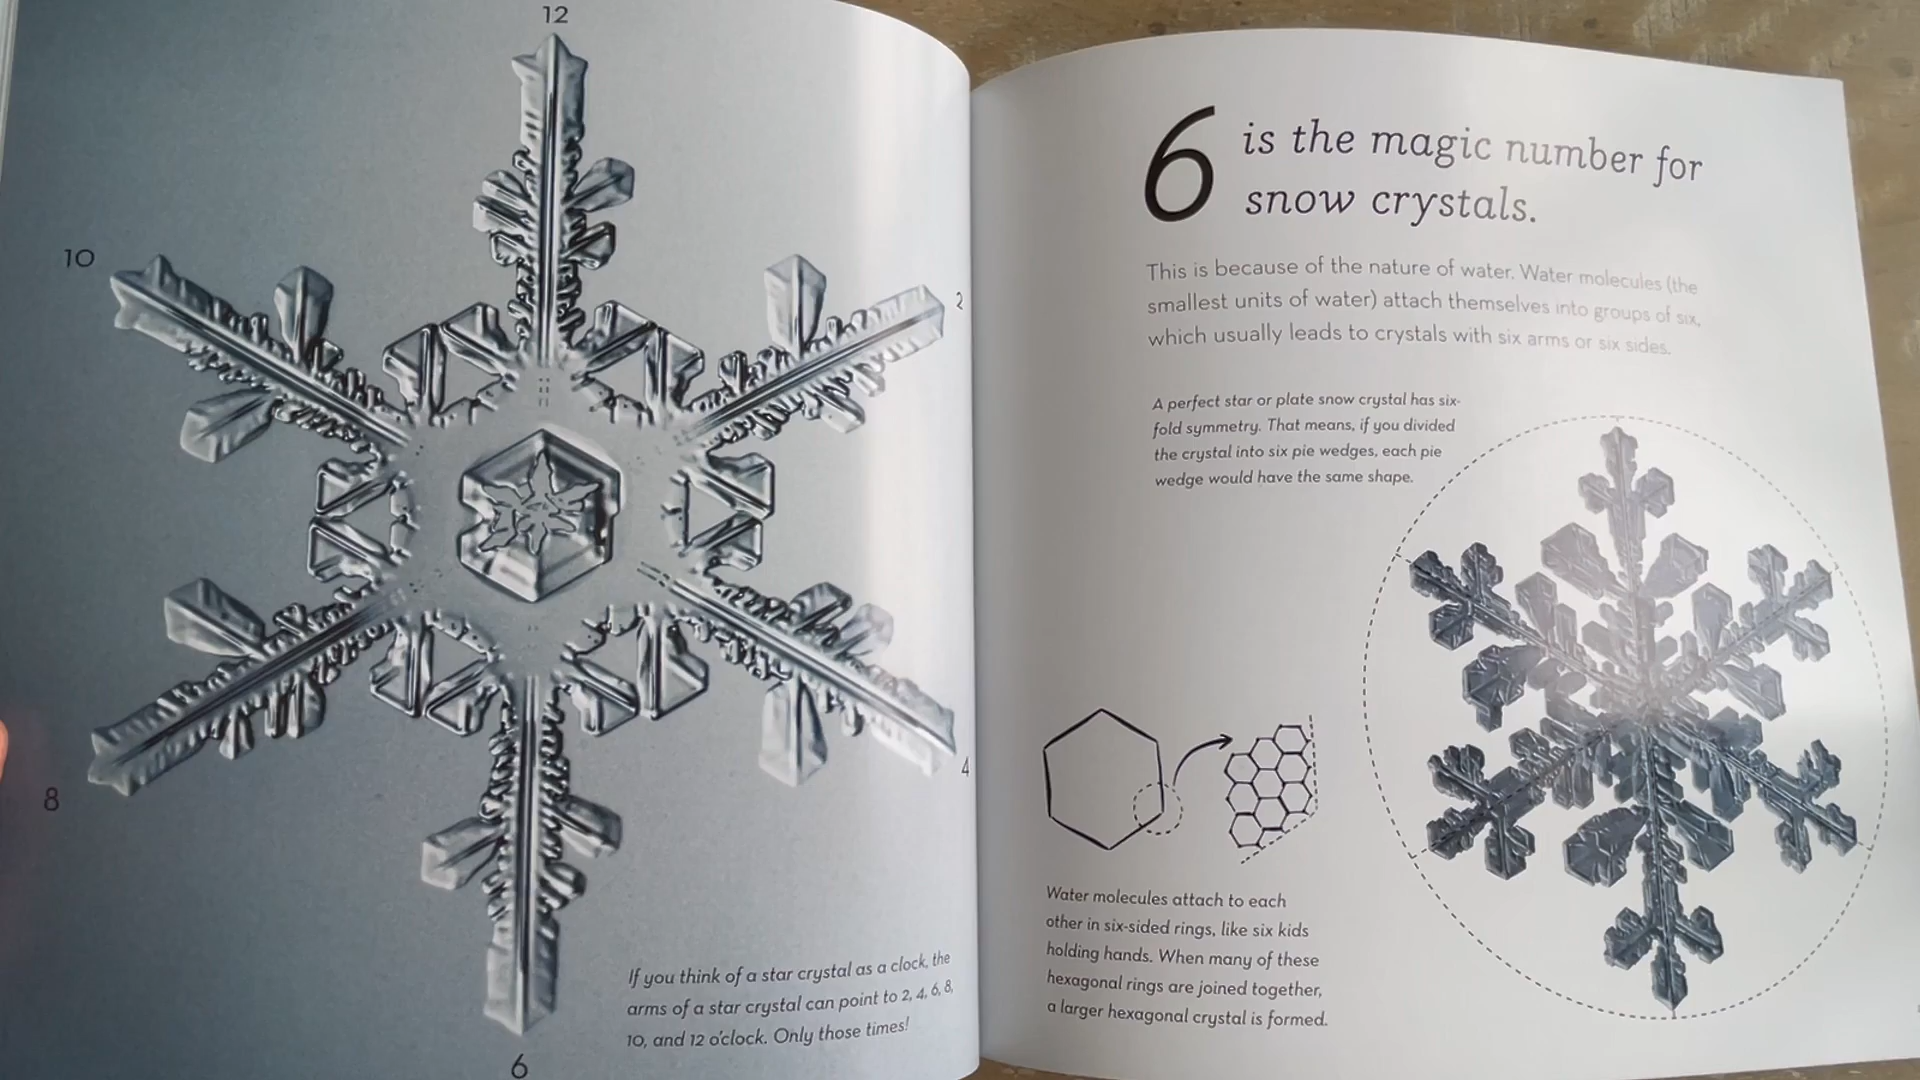 12
10
2
8
4
6
If you think of a star crystal as a clock, the
arms of a star crystal can point to 2, 4, 6, 8,
10, and 12 o'clock. Only those times!
6 is the magic number for
snow crystals.
This is because of the nature of water. Water molecules (the
smallest units of water) attach themselves into groups of six,
which usually leads to crystals with six arms or six sides.
A perfect star or plate snow crystal has six-
fold symmetry. That means, if you divided
the crystal into six pie wedges, each pie
wedge would have the same shape.
Water molecules attach to each
other in six-sided rings, like six kids
holding hands. When many of these
hexagonal rings are joined together,
a larger hexagonal crystal is formed.